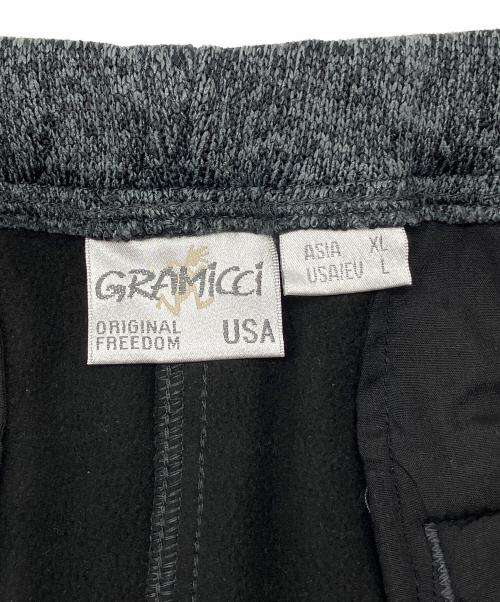 GRAMiCCi
ORIGINAL
FREEDOM
USA
ASIA XL
USA/EU L